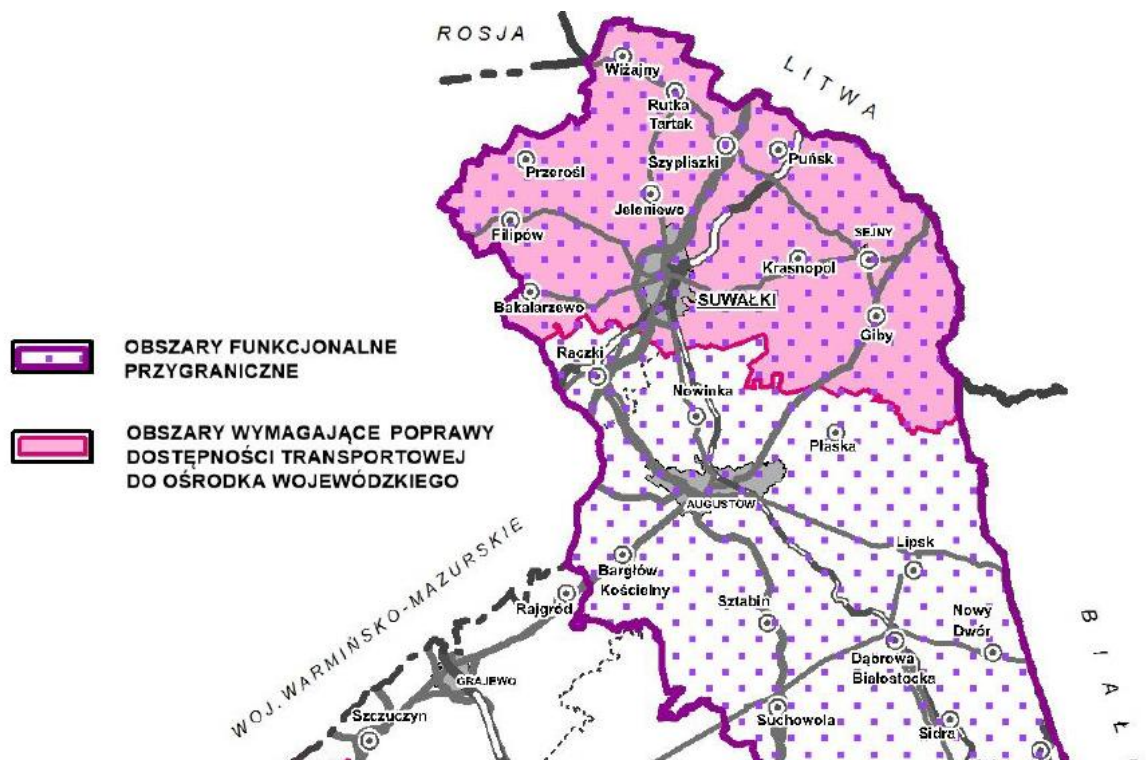 ROSJA
LITWA
Wiżajny
Rutka
Tartak
Szypliszki
Puńsk
Przerośl
Jeleniewo
Filipów
SEJNY
Krasnopol
Bakałarzewo
SUWAŁKI
Giby
OBSZARY FUNKCJONALNE
PRZYGRANICZNE
Raczki
Nowinka
OBSZARY WYMAGAJĄCE POPRAWY
DOSTĘPNOŚCI TRANSPORTOWEJ
DO OŚRODKA WOJEWÓDZKIEGO
Płaska
AUGUSTÓW
Lipsk
WOJ. WARMIŃSKO-MAZURSKIE
Bargłów
Kościelny
Rajgród
Sztabin
Nowy
Dwór
BIAŁ
Dąbrowa
Białostocka
GRAJEWO
Szczuczyn
Suchowola
Sidra